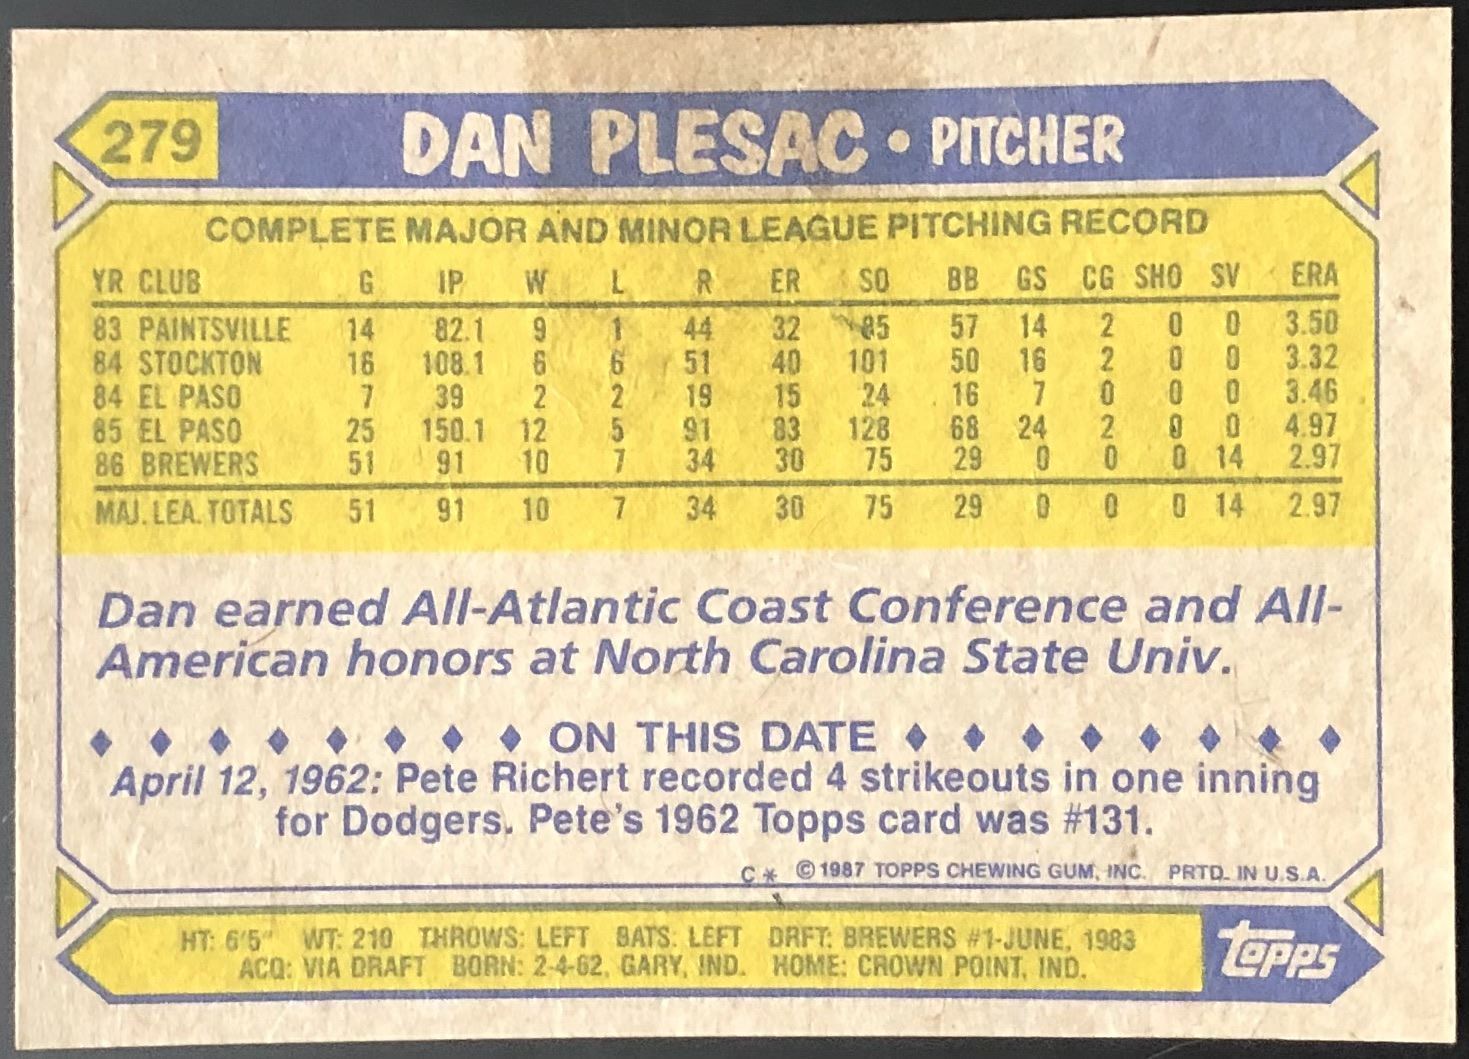 279 DAN PLESAC • PITCHER
COMPLETE MAJOR AND MINOR LEAGUE PITCHING RECORD
YR CLUB G IP W L R ER SO BB GS CG SHO SV ERA
83 PAINTSVILLE 14 82.1 9 1 44 32 85 57 14 2 0 0 3.50
84 STOCKTON 16 108.1 6 6 51 40 101 50 16 2 0 0 3.32
84 EL PASO 7 39 2 2 19 15 24 16 7 0 0 0 3.46
85 EL PASO 25 150.1 12 5 91 83 128 68 24 2 0 0 4.97
86 BREWERS 51 91 10 7 34 30 75 29 0 0 0 14 2.97
MAJ. LEA. TOTALS 51 91 10 7 34 30 75 29 0 0 0 14 2.97
Dan earned All-Atlantic Coast Conference and All-
American honors at North Carolina State Univ.
♦ ♦ ♦ ♦ ♦ ♦ ♦ ♦ ON THIS DATE ♦ ♦ ♦ ♦ ♦ ♦ ♦ ♦
April 12, 1962: Pete Richert recorded 4 strikeouts in one inning
for Dodgers. Pete's 1962 Topps card was #131.
C* ©1987 TOPPS CHEWING GUM, INC. PRTD. IN U.S.A.
HT: 6'5" WT: 210 THROWS: LEFT BATS: LEFT DRFT: BREWERS #1-JUNE, 1983
ACQ: VIA DRAFT BORN: 2-4-62, GARY, IND. HOME: CROWN POINT, IND.
topps